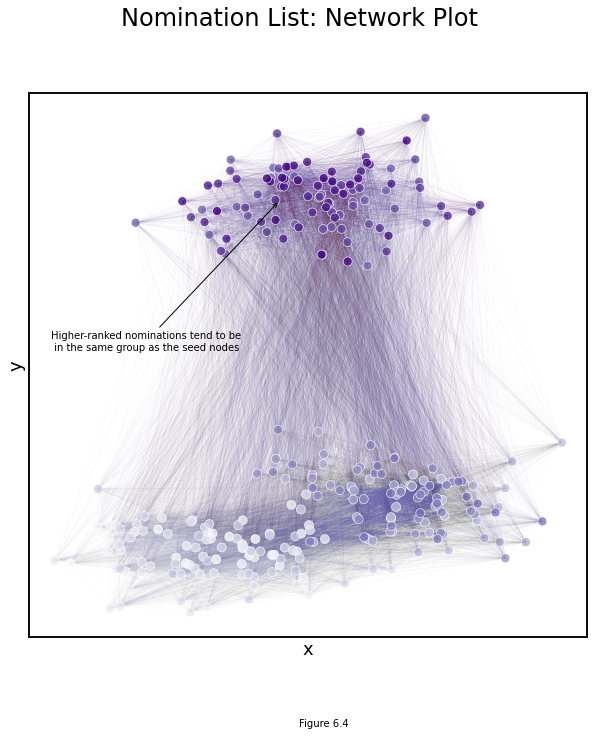 Nomination List: Network Plot
Higher-ranked nominations tend to be
in the same group as the seed nodes
y
x
Figure 6.4